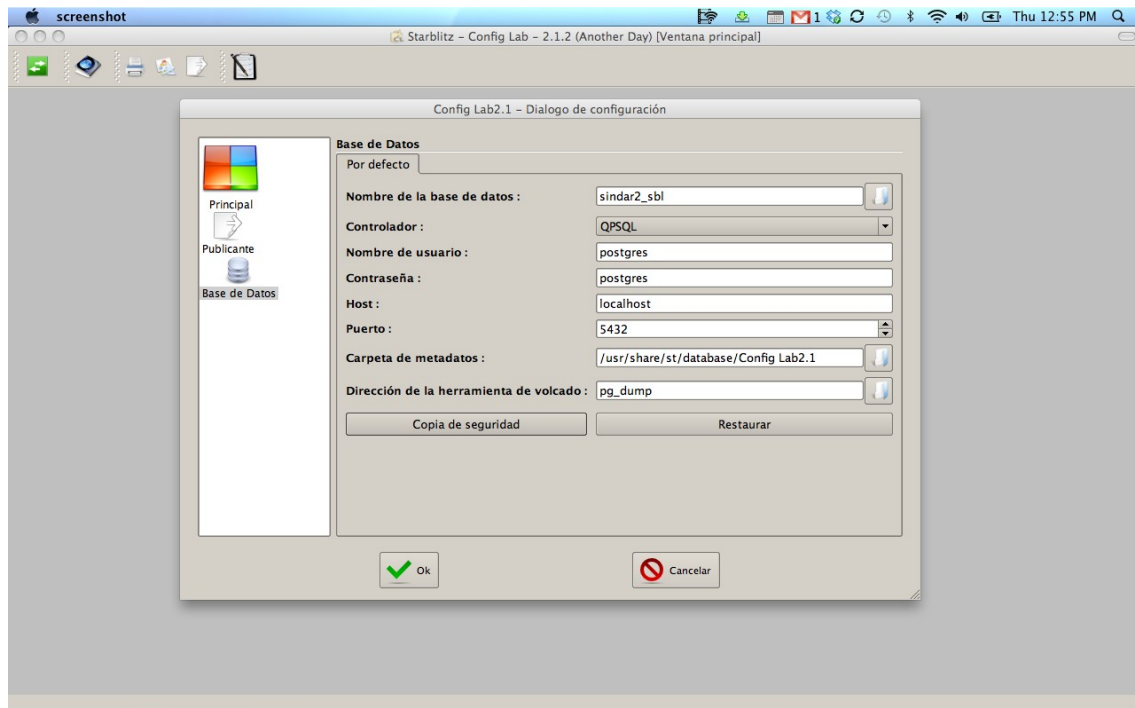 screenshot
1
Thu 12:55 PM
Starblitz – Config Lab – 2.1.2 (Another Day) [Ventana principal]
Config Lab2.1 – Dialogo de configuración
Principal
Publicante
Base de Datos
Base de Datos
Por defecto
Nombre de la base de datos : sindar2_sbl
Controlador : QPSQL
Nombre de usuario : postgres
Contraseña : postgres
Host : localhost
Puerto : 5432
Carpeta de metadatos : /usr/share/st/database/Config Lab2.1
Dirección de la herramienta de volcado : pg_dump
Copia de seguridad Restaurar
Ok Cancelar